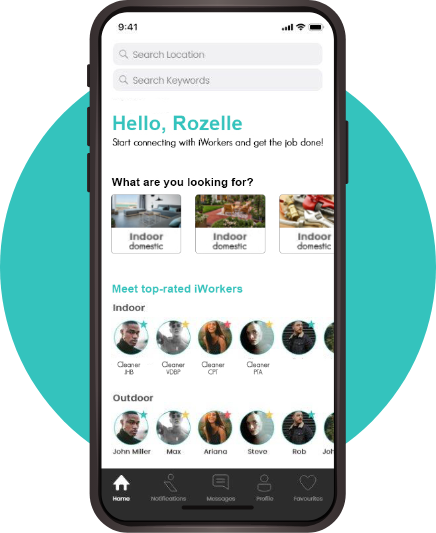 9:41
Search Location
Search Keywords
Hello, Rozelle
Start connecting with iWorkers and get the job done!
What are you looking for?
Indoor
domestic
Indoor
domestic
Indoor
domestic
Meet top-rated iWorkers
Indoor
Cleaner
JHB
Cleaner
VDBP
Cleaner
CPT
Cleaner
PTA
Outdoor
John Miller Max Ariana Steve Rob Joh
Home Notifications Messages Profile Favourites